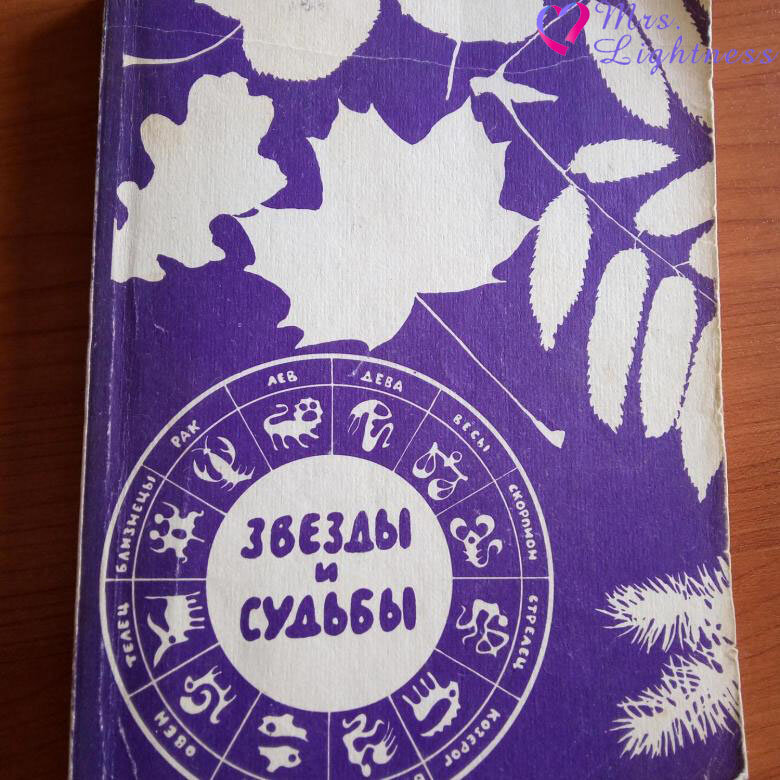 Mrs.
Lightness
ЛЕВ
ДЕВА
ВЕСЫ
СКОРПИОН
СТРЕЛЕЦ
КОЗЕРОГ
ОВЕН
ТЕЛЕЦ
БЛИЗНЕЦЫ
РАК
ЗВЕЗДЫ
И
СУДЬБЫ